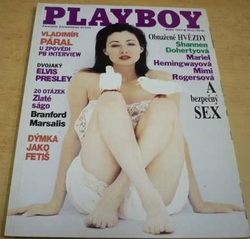 PLAYBOY
VLADIMÍR
PÁRAL
U ZPOVĚDI
PB INTERVIEW
DVOJAKÝ
ELVIS
PRESLEY
20 OTÁZEK
Zlaté
ságo
Branford
Marsalis
DÝMKA
JAKO
FETIŠ
Obnažené HVĚZDY
Shannen
Dohertyová
Mariel
Hemingwayová
Mimi
Rogersová
A
bezpečný
SEX